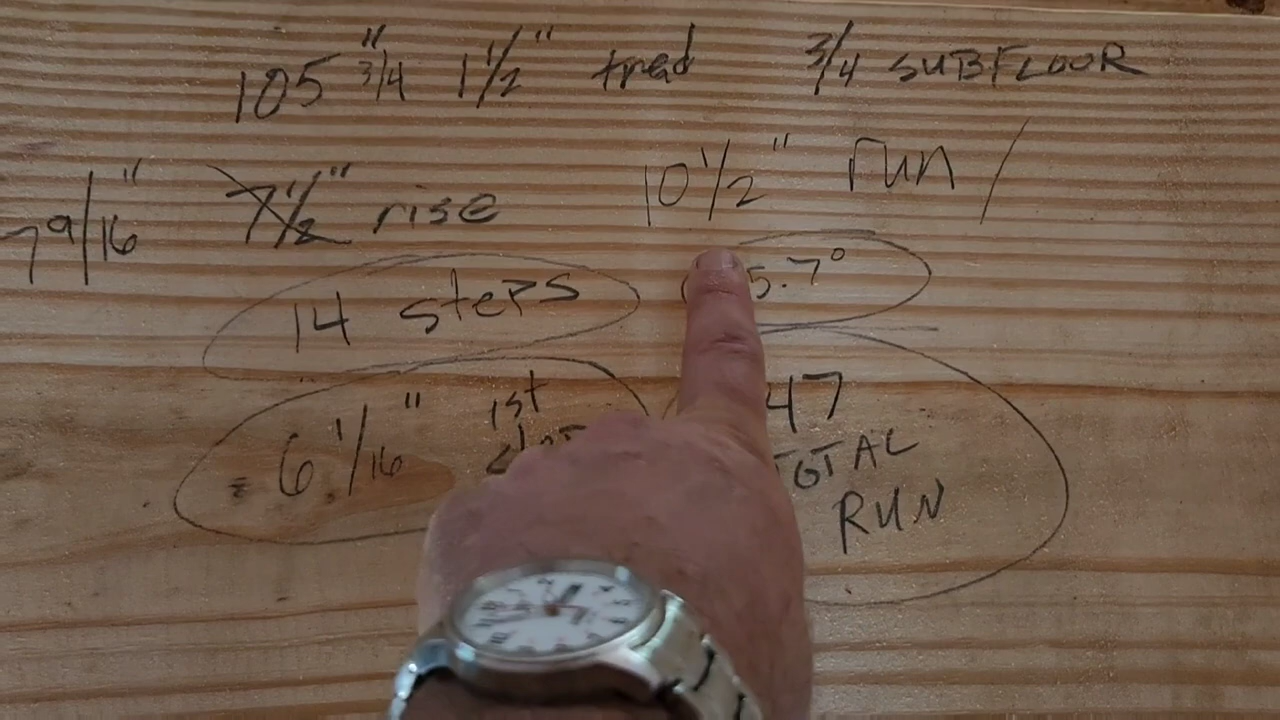 105 3/4" 1 1/2" tread 3/4 SUBFLOOR
7 9/16" 7 1/2" rise 10 1/2" run /
14 steps 5.7°
= 6 1/16" 1st 47
TOTAL
RUN